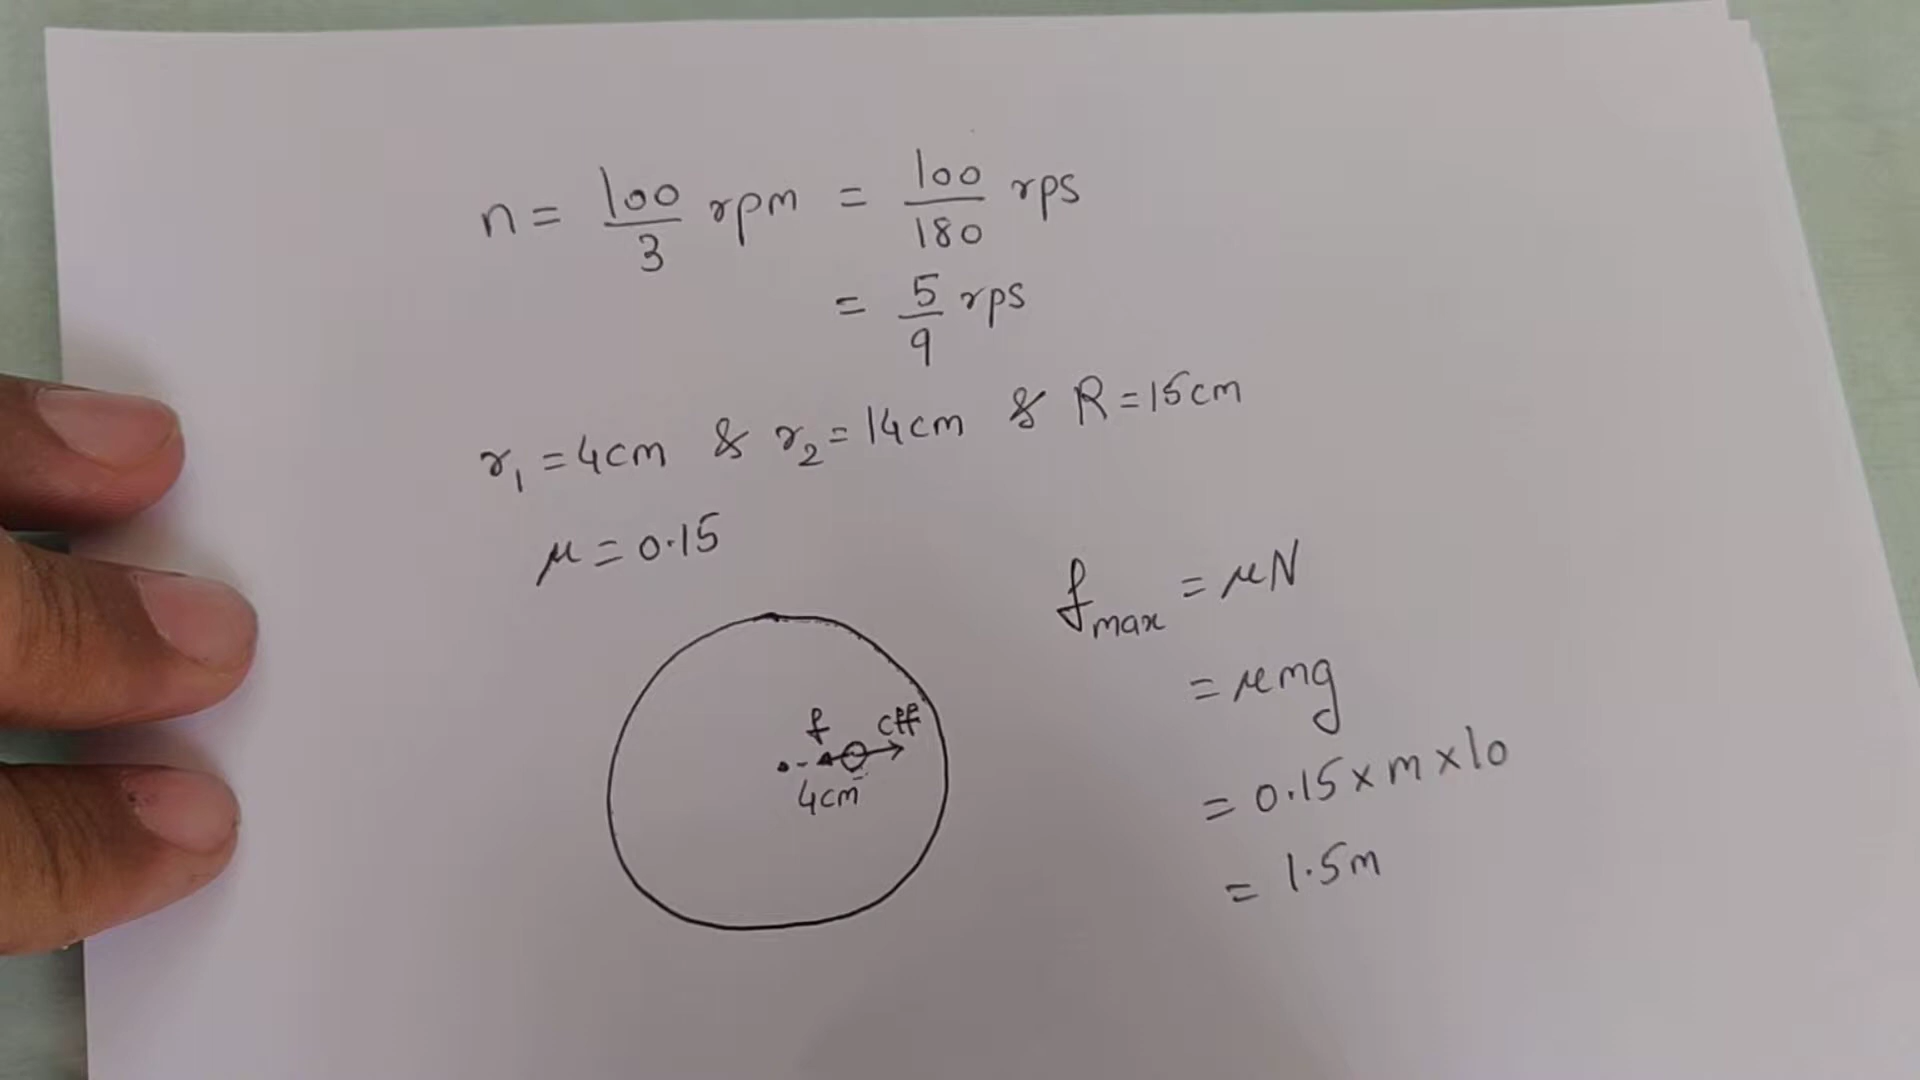 n = 100/3 rpm = 100/180 rps
= 5/9 rps
r₁ = 4cm & r₂ = 14cm & R = 15cm
μ = 0.15
f cff
4cm
fmax = μN
= μmg
= 0.15 × m × 10
= 1.5m